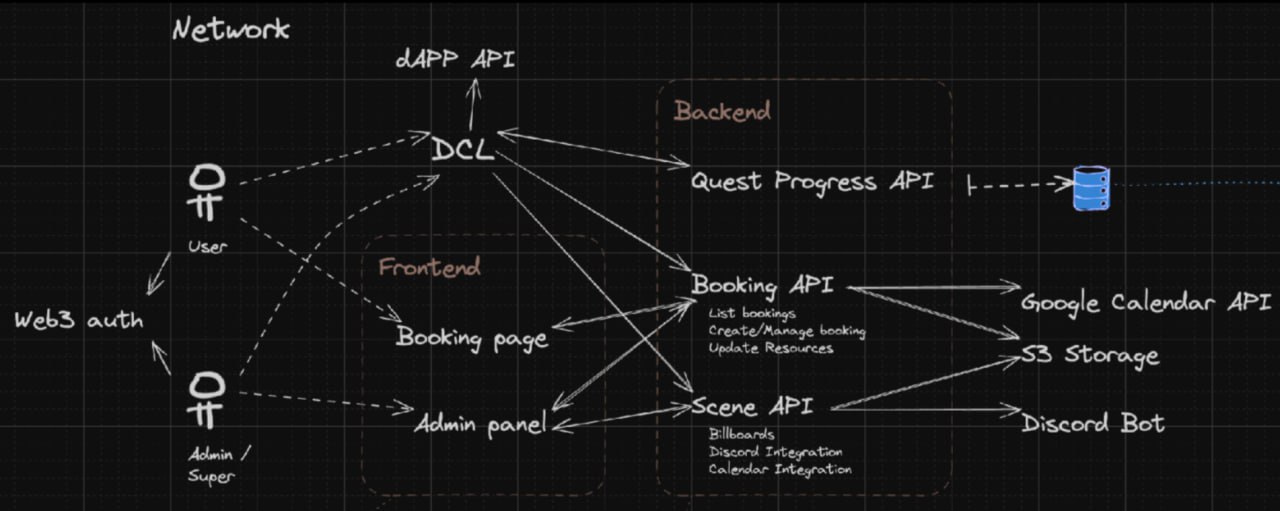 Network
dAPP API
DCL
Backend
Quest Progress API
User
Frontend
Web3 auth
Booking page
Booking API
List bookings
Create/Manage booking
Update Resources
Google Calendar API
S3 Storage
Admin /
Super
Admin panel
Scene API
Billboards
Discord Integration
Calendar Integration
Discord Bot